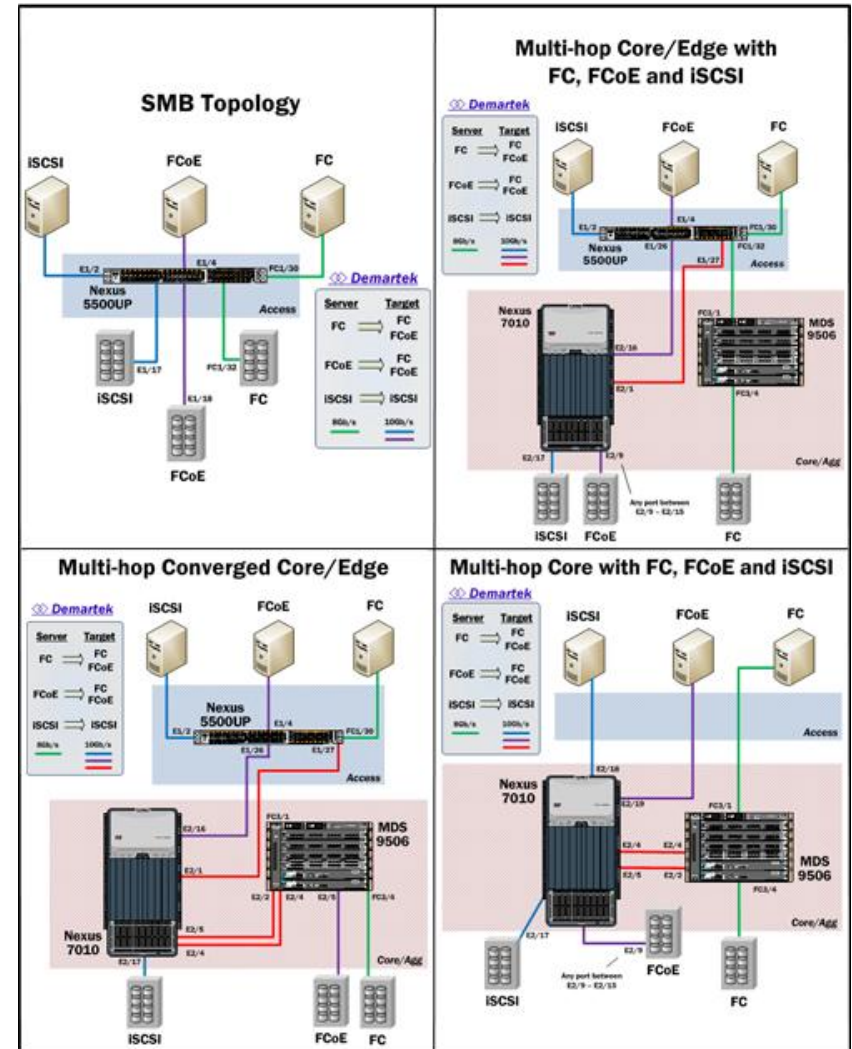 SMB Topology
iSCSI
FCoE
FC
E1/2
E1/4
FC1/30
Nexus
5500UP
Access
E1/17
FC1/32
E1/18
iSCSI
FC
FCoE
Demartek
Server Target
FC FC
FCoE
FCoE FC
FCoE
iSCSI iSCSI
8Gb/s 10Gb/s
Multi-hop Core/Edge with
FC, FCoE and iSCSI
Demartek
Server Target
FC FC
FCoE
FCoE FC
FCoE
iSCSI iSCSI
8Gb/s 10Gb/s
iSCSI
FCoE
FC
E1/2
E1/4
FC1/30
E1/26
FC1/32
E1/27
Nexus
5500UP
Access
Nexus
7010
FC3/1
MDS
9506
E2/16
E2/1
FC3/4
Core/Agg
E2/17
E2/9
Any port between
E2/9 – E2/15
iSCSI
FCoE
FC
Multi-hop Converged Core/Edge
Demartek
Server Target
FC FC
FCoE
FCoE FC
FCoE
iSCSI iSCSI
8Gb/s 10Gb/s
iSCSI
FCoE
FC
Nexus
5500UP
E1/2
E1/4
FC1/30
E1/26
E1/27
Access
Nexus
7010
FC3/1
MDS
9506
E2/16
E2/1
E2/2
E2/4
E2/5
FC3/4
Nexus
7010
E2/5
E2/4
E2/17
Core/Agg
iSCSI
FCoE
FC
Multi-hop Core with FC, FCoE and iSCSI
Demartek
Server Target
FC FC
FCoE
FCoE FC
FCoE
iSCSI iSCSI
8Gb/s 10Gb/s
iSCSI
FCoE
FC
Access
E2/18
Nexus
7010
E2/19
FC3/1
E2/4
E2/4
E2/5
E2/2
MDS
9506
FC3/4
E2/17
E2/9
Core/Agg
Any port between
E2/9 – E2/15
iSCSI
FCoE
FC